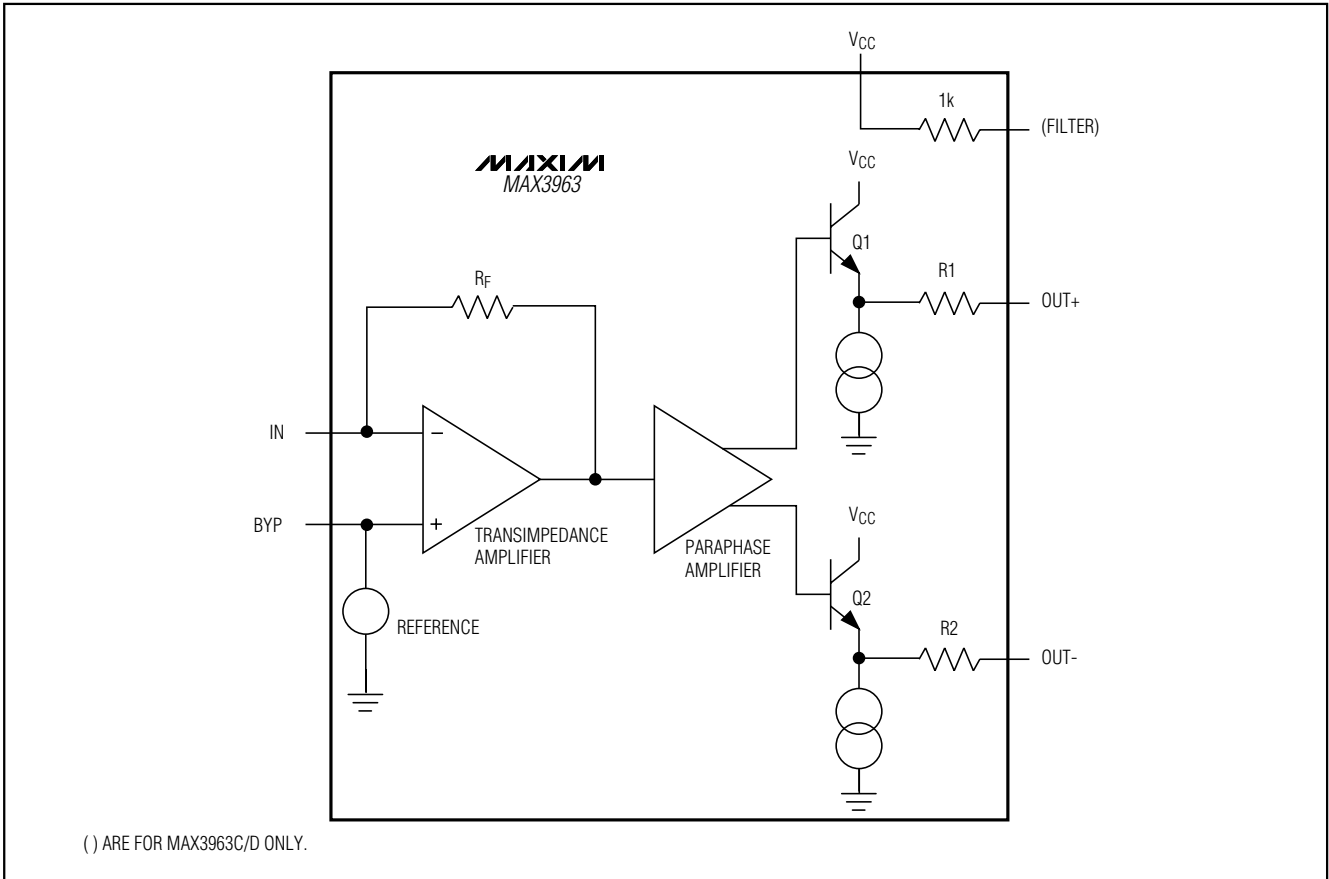 VCC
1k
(FILTER)
MAXIM
MAX3963
VCC
Q1
RF
R1
OUT+
IN
−
BYP
+
TRANSIMPEDANCE
AMPLIFIER
PARAPHASE
AMPLIFIER
VCC
Q2
REFERENCE
R2
OUT-
( ) ARE FOR MAX3963C/D ONLY.